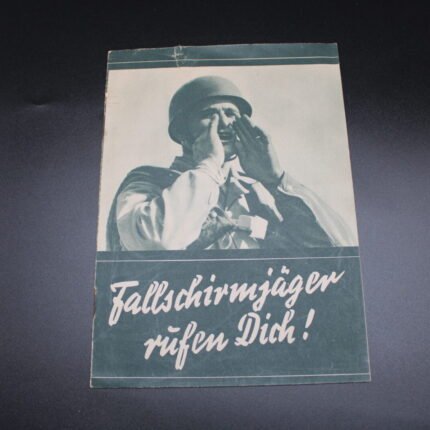 Fallschirmjäger
rufen Dich!